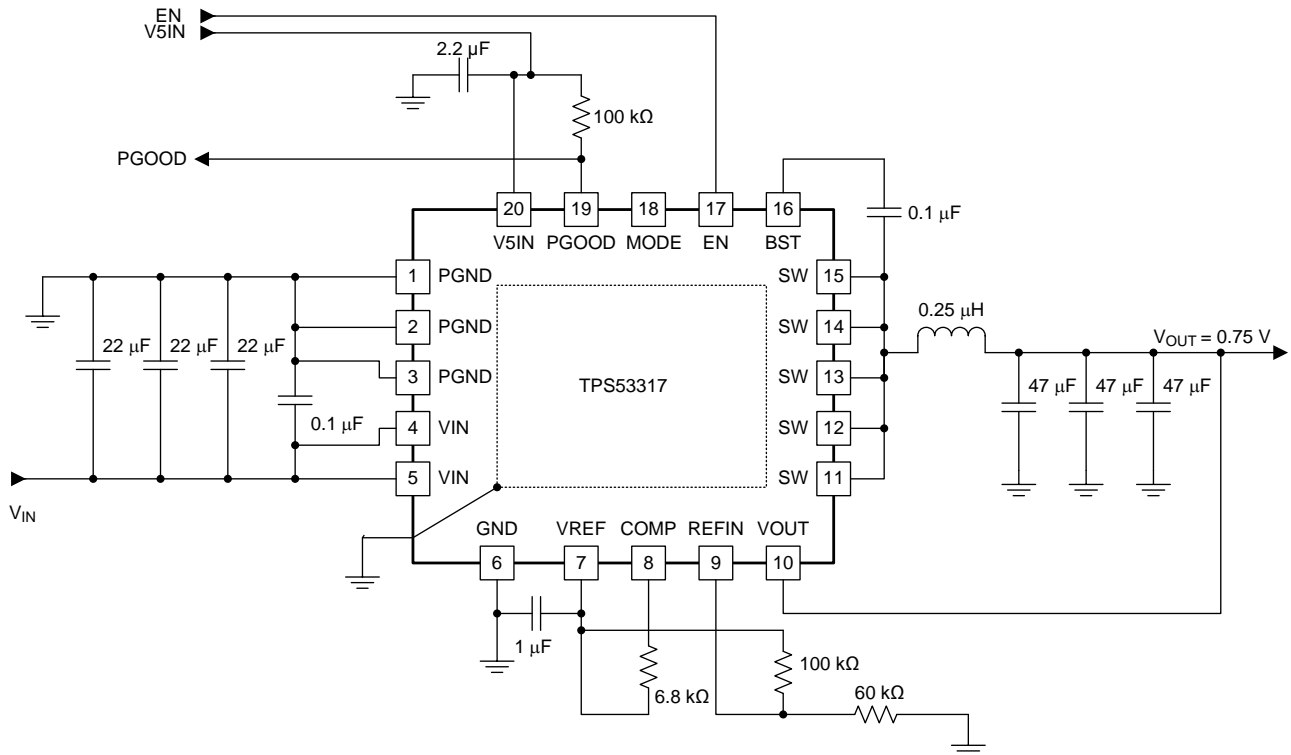 EN
V5IN
2.2 µF
100 kΩ
PGOOD
20 19 18 17 16
V5IN PGOOD MODE EN BST
0.1 µF
1 PGND
2 PGND
3 PGND
4 VIN
5 VIN
SW 15
SW 14
SW 13
SW 12
SW 11
22 µF 22 µF 22 µF
0.1 µF
VIN
TPS53317
0.25 µH
VOUT = 0.75 V
47 µF 47 µF 47 µF
GND VREF COMP REFIN VOUT
6 7 8 9 10
1 µF
6.8 kΩ
100 kΩ
60 kΩ